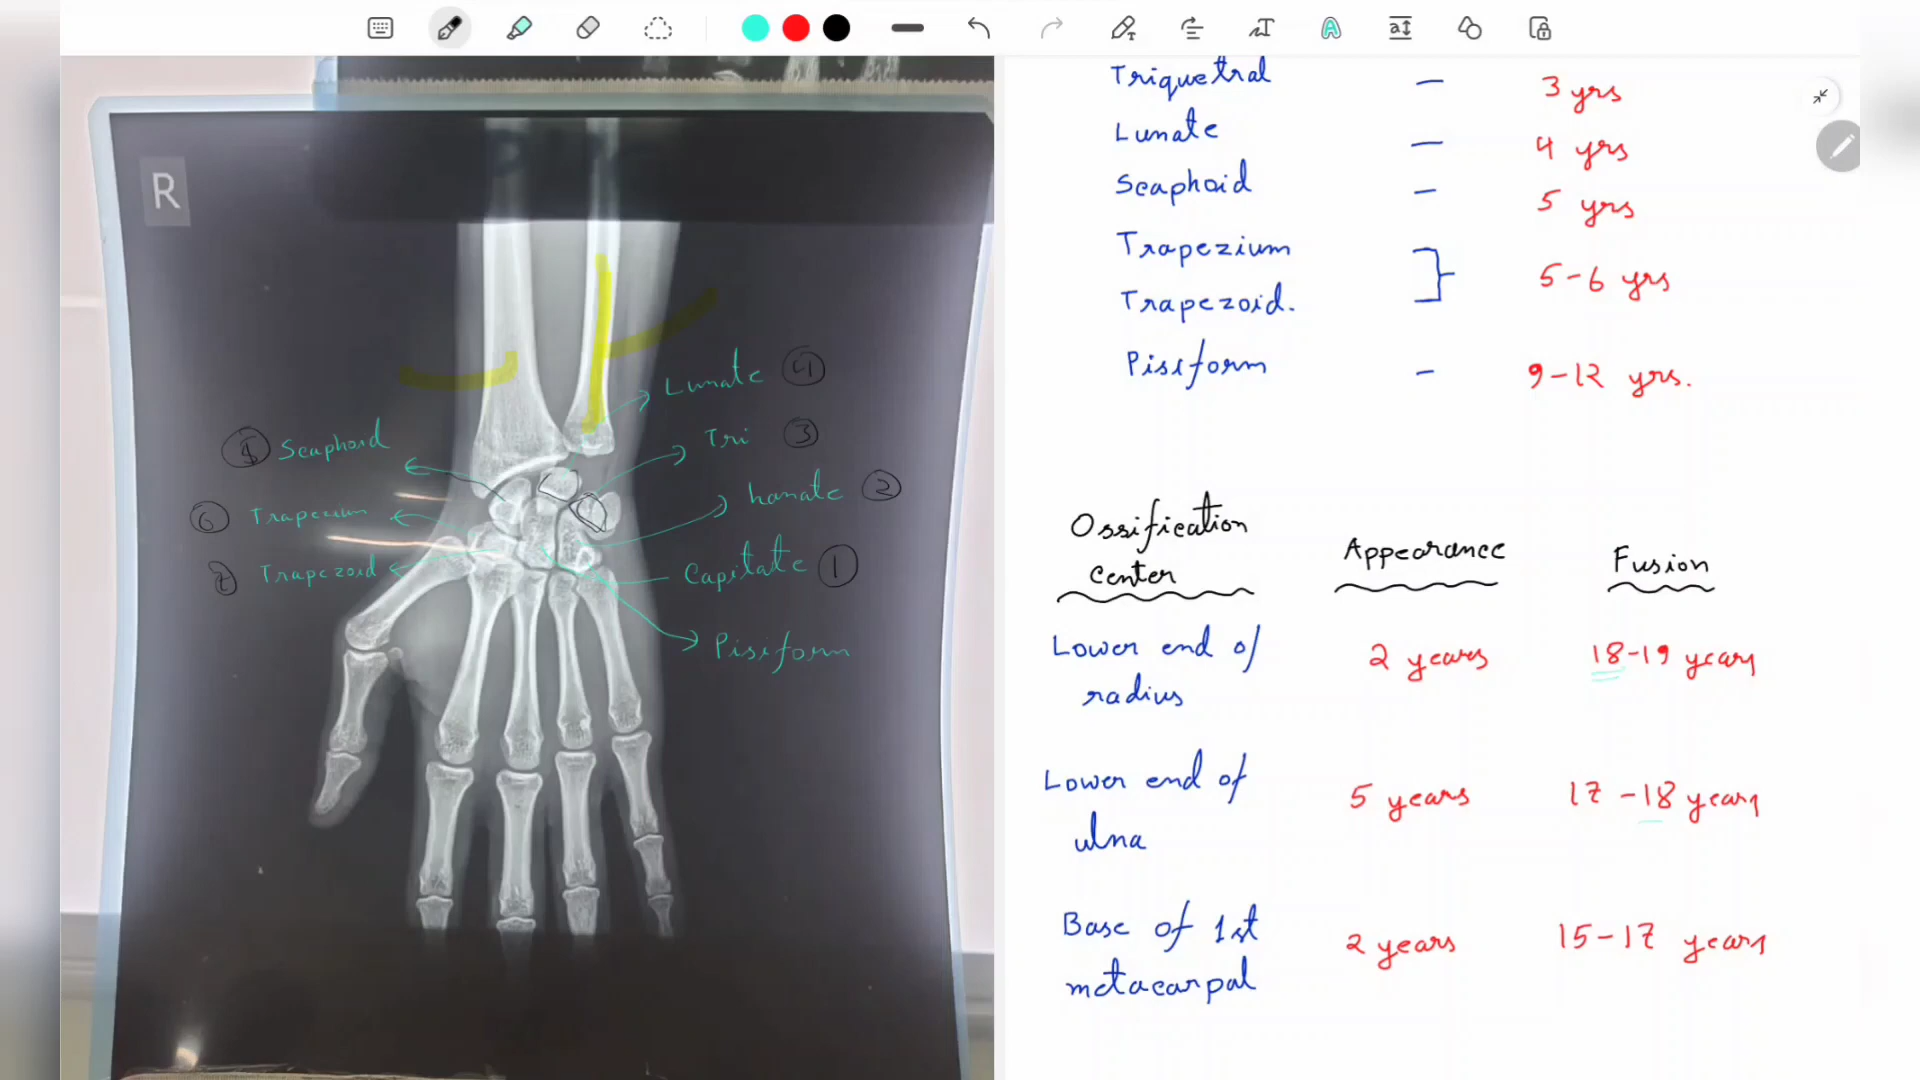 R
Lunate 4
Tri 3
hamate 2
Capitate 1
Pisiform
Scaphoid
6 Trapezium
7 Trapezoid
Triquetral - 3 yrs
Lunate - 4 yrs
Scaphoid - 5 yrs
Trapezium
Trapezoid. 5-6 yrs
Pisiform - 9-12 yrs.
Ossification center Appearance Fusion
Lower end of radius 2 years 18-19 years
Lower end of ulna 5 years 17-18 years
Base of 1st metacarpal 2 years 15-17 years